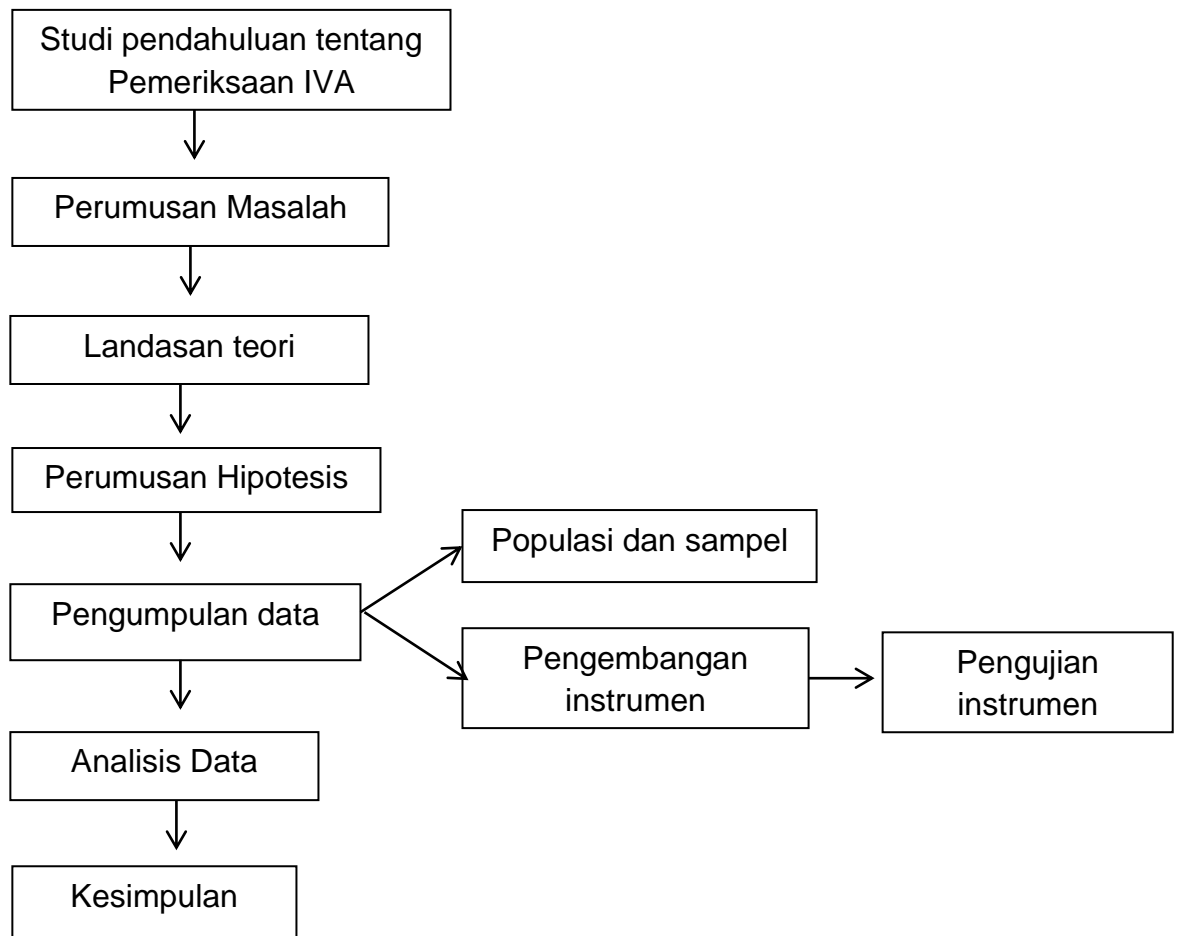 Studi pendahuluan tentang
Pemeriksaan IVA
Perumusan Masalah
Landasan teori
Perumusan Hipotesis
Populasi dan sampel
Pengumpulan data
Pengembangan
instrumen
Pengujian
instrumen
Analisis Data
Kesimpulan